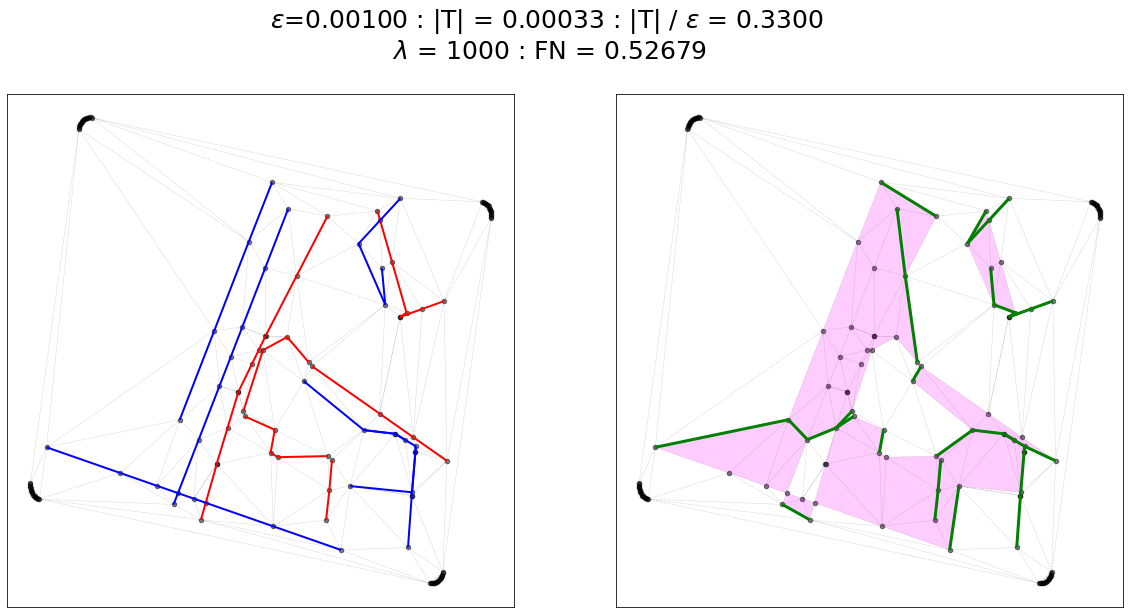 ε=0.00100 : |T| = 0.00033 : |T| / ε = 0.3300
λ = 1000 : FN = 0.52679